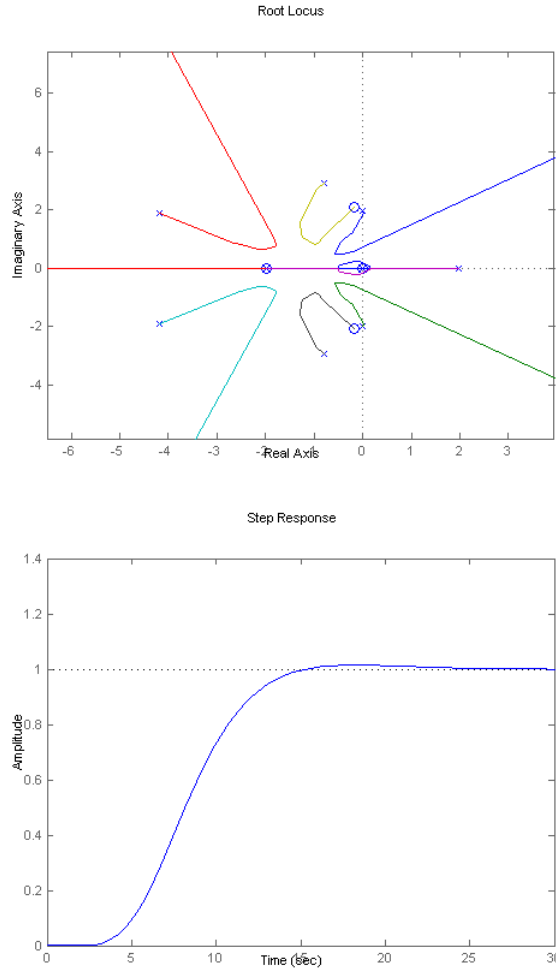 Root Locus
6
4
2
0
-2
-4
Imaginary Axis
-6 -5 -4 -3 -2 -1 0 1 2 3
Real Axis
Step Response
1.4
1.2
1
0.8
0.6
0.4
0.2
0
Amplitude
0 5 10 15 20 25 30
Time (sec)